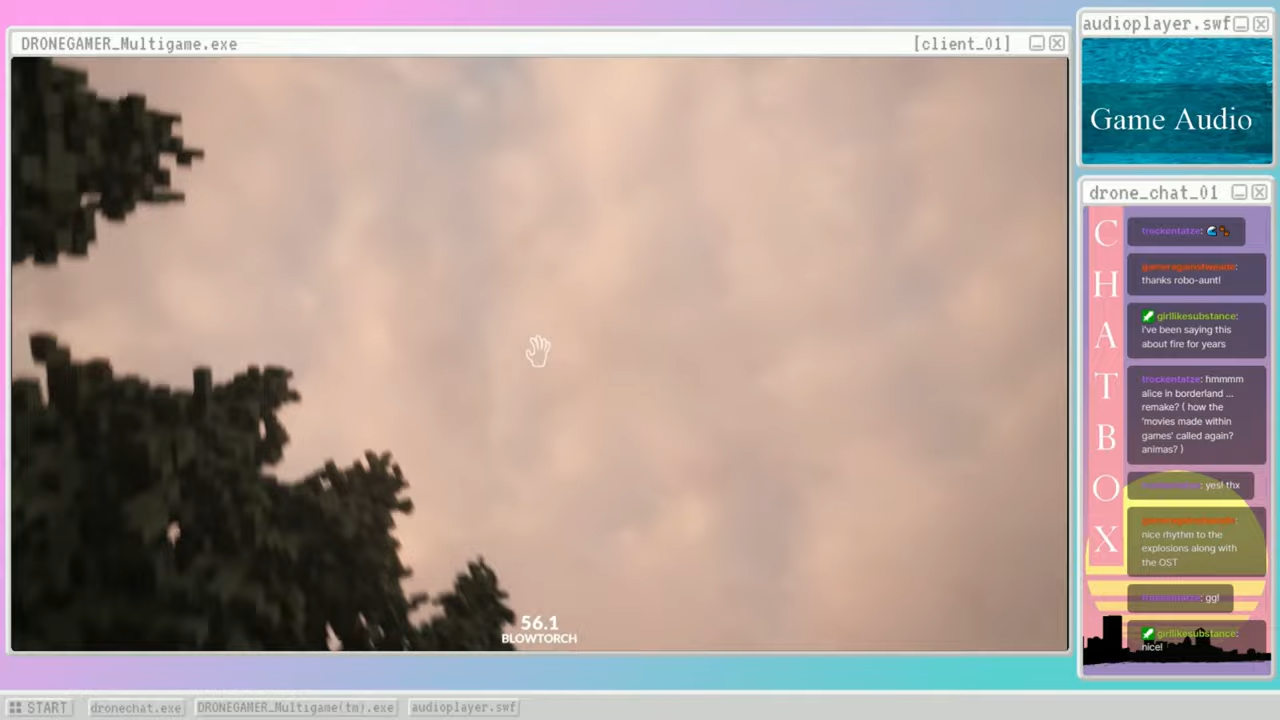 DRONEGAMER_Multigame.exe
[client_01]
56.1
BLOWTORCH
audioplayer.swf
Game Audio
drone_chat_01
CHATBOX
trockentatze:
thanks robo-aunt!
girllikesubstance:
i've been saying this
about fire for years
trockentatze: hmmmm
alice in borderland ...
remake? ( how the
'movies made within
games' called again?
animas? )
trockentatze: yes! thx
nice rhythm to the
explosions along with
the OST
trockentatze: gg!
girllikesubstance:
nice!
START
dronechat.exe
DRONEGAMER_Multigame(tm).exe
audioplayer.swf